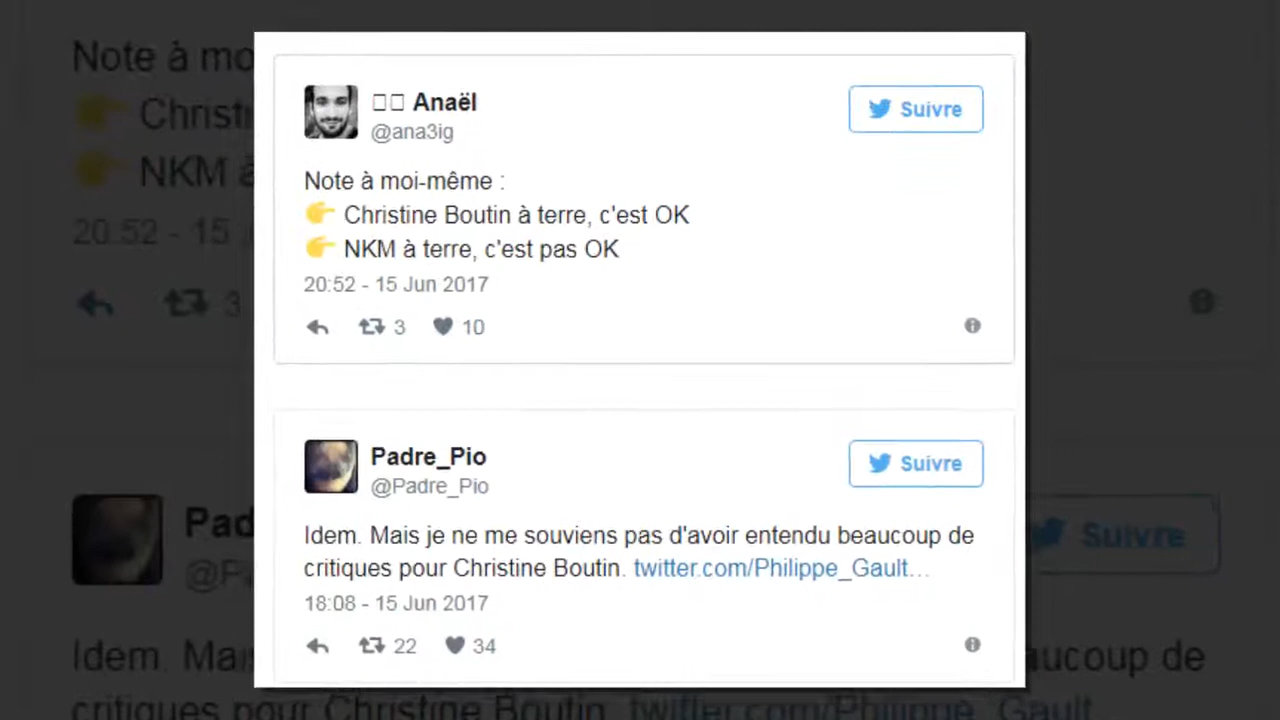 Anaël
Suivre
@ana3ig
Note à moi-même :
👉 Christine Boutin à terre, c'est OK
👉 NKM à terre, c'est pas OK
20:52 - 15 Jun 2017
3 10
Padre_Pio
Suivre
@Padre_Pio
Idem. Mais je ne me souviens pas d'avoir entendu beaucoup de
critiques pour Christine Boutin. twitter.com/Philippe_Gault…
18:08 - 15 Jun 2017
22 34